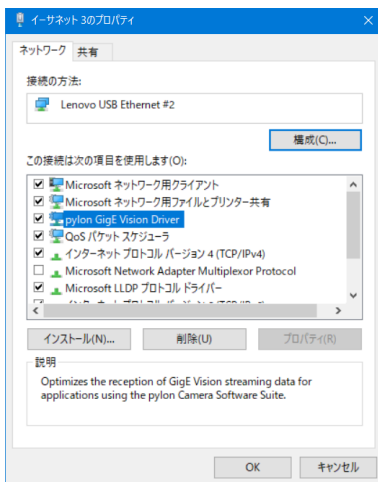 イーサネット 3のプロパティ
ネットワーク 共有
接続の方法:
Lenovo USB Ethernet #2
構成(C)...
この接続は次の項目を使用します(O):
Microsoft ネットワーク用クライアント
Microsoft ネットワーク用ファイルとプリンター共有
pylon GigE Vision Driver
QoS パケット スケジューラ
インターネット プロトコル バージョン 4 (TCP/IPv4)
Microsoft Network Adapter Multiplexor Protocol
Microsoft LLDP プロトコル ドライバー
インストール(N)... 削除(U) プロパティ(R)
説明
Optimizes the reception of GigE Vision streaming data for
applications using the pylon Camera Software Suite.
OK キャンセル